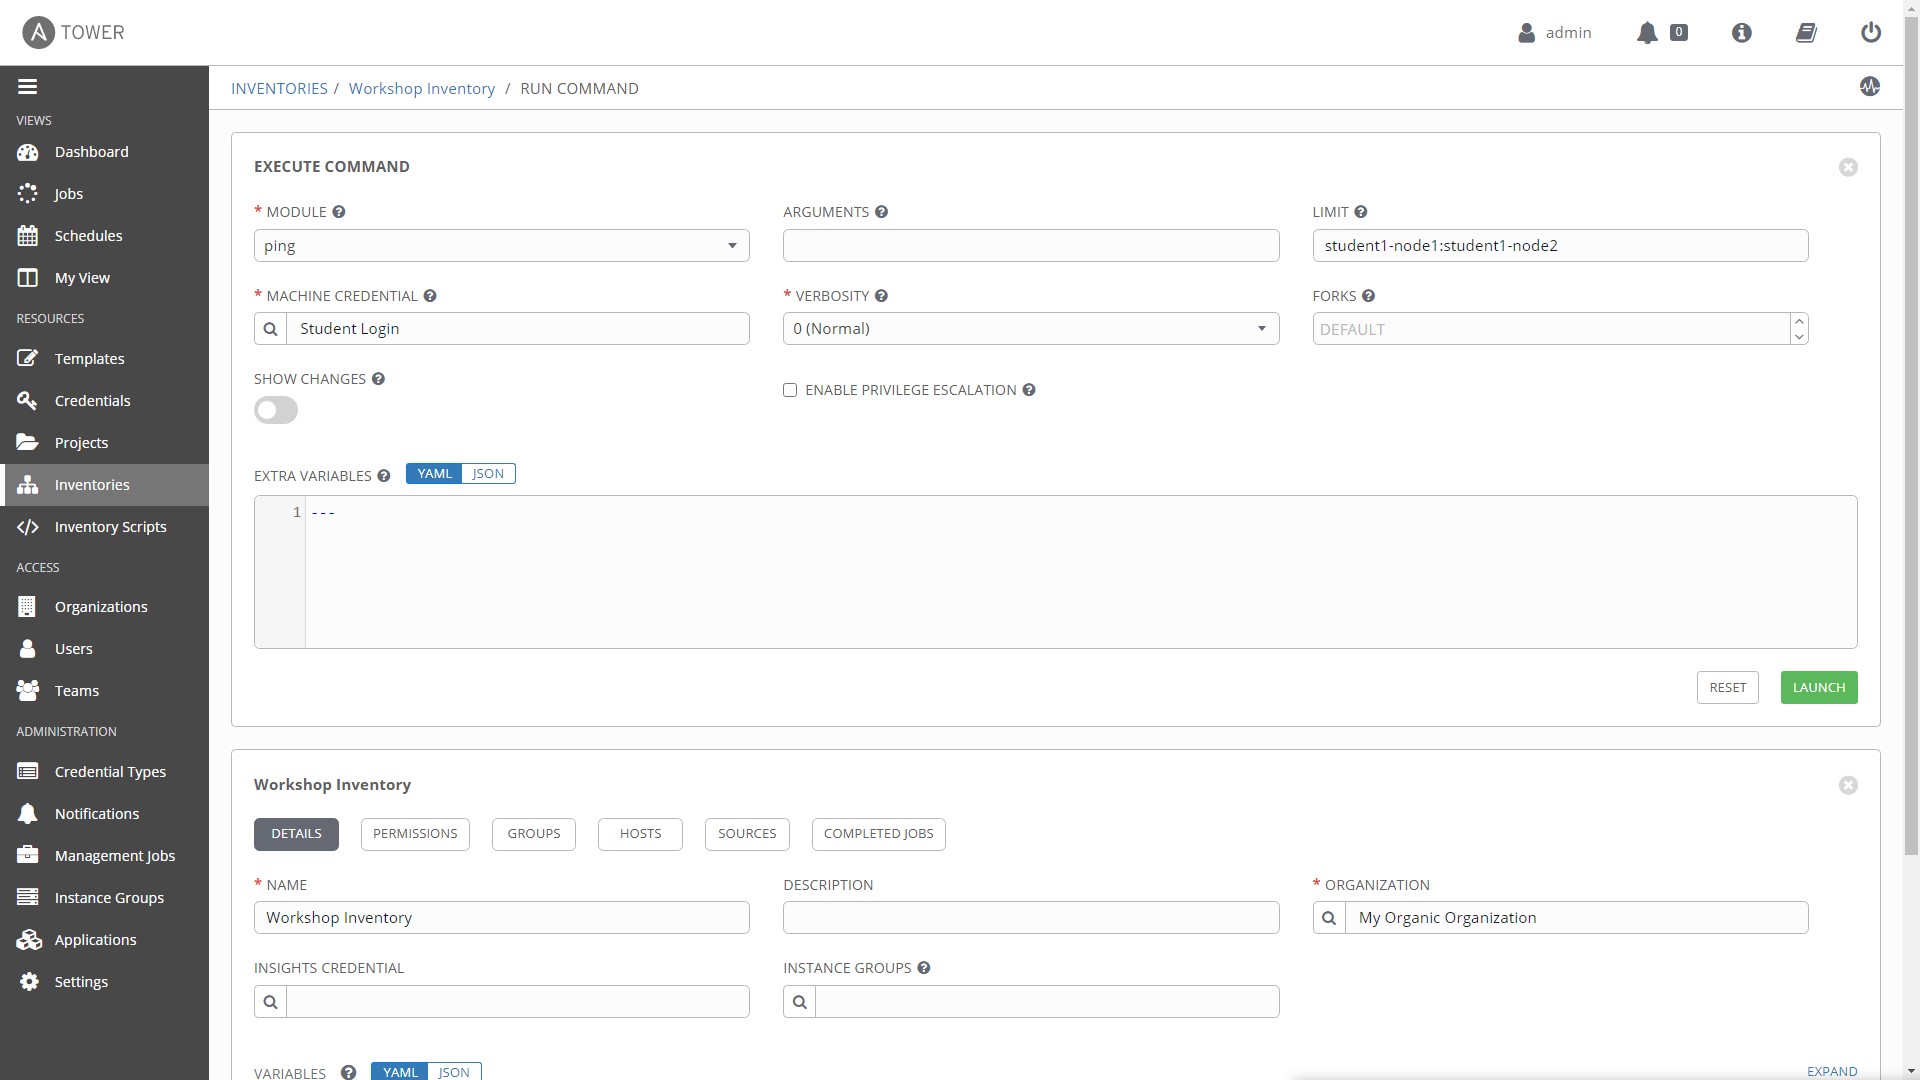 TOWER
admin
0
VIEWS
Dashboard
Jobs
Schedules
My View
RESOURCES
Templates
Credentials
Projects
Inventories
Inventory Scripts
ACCESS
Organizations
Users
Teams
ADMINISTRATION
Credential Types
Notifications
Management Jobs
Instance Groups
Applications
Settings
INVENTORIES / Workshop Inventory / RUN COMMAND
EXECUTE COMMAND
* MODULE
ping
ARGUMENTS
LIMIT
student1-node1:student1-node2
* MACHINE CREDENTIAL
Student Login
* VERBOSITY
0 (Normal)
FORKS
DEFAULT
SHOW CHANGES
ENABLE PRIVILEGE ESCALATION
EXTRA VARIABLES YAML JSON
1 ---
RESET LAUNCH
Workshop Inventory
DETAILS PERMISSIONS GROUPS HOSTS SOURCES COMPLETED JOBS
* NAME
Workshop Inventory
DESCRIPTION
* ORGANIZATION
My Organic Organization
INSIGHTS CREDENTIAL
INSTANCE GROUPS
VARIABLES YAML JSON
EXPAND